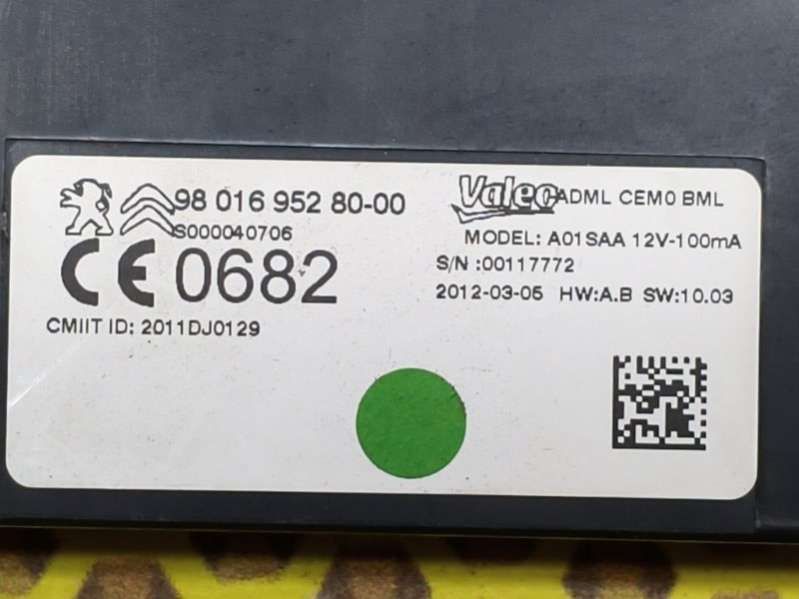 98 016 952 80-00
S000040706
CE 0682
CMIIT ID: 2011DJ0129
Valeo ADML CEM0 BML
MODEL: A01SAA 12V-100mA
S/N :00117772
2012-03-05 HW:A.B SW:10.03